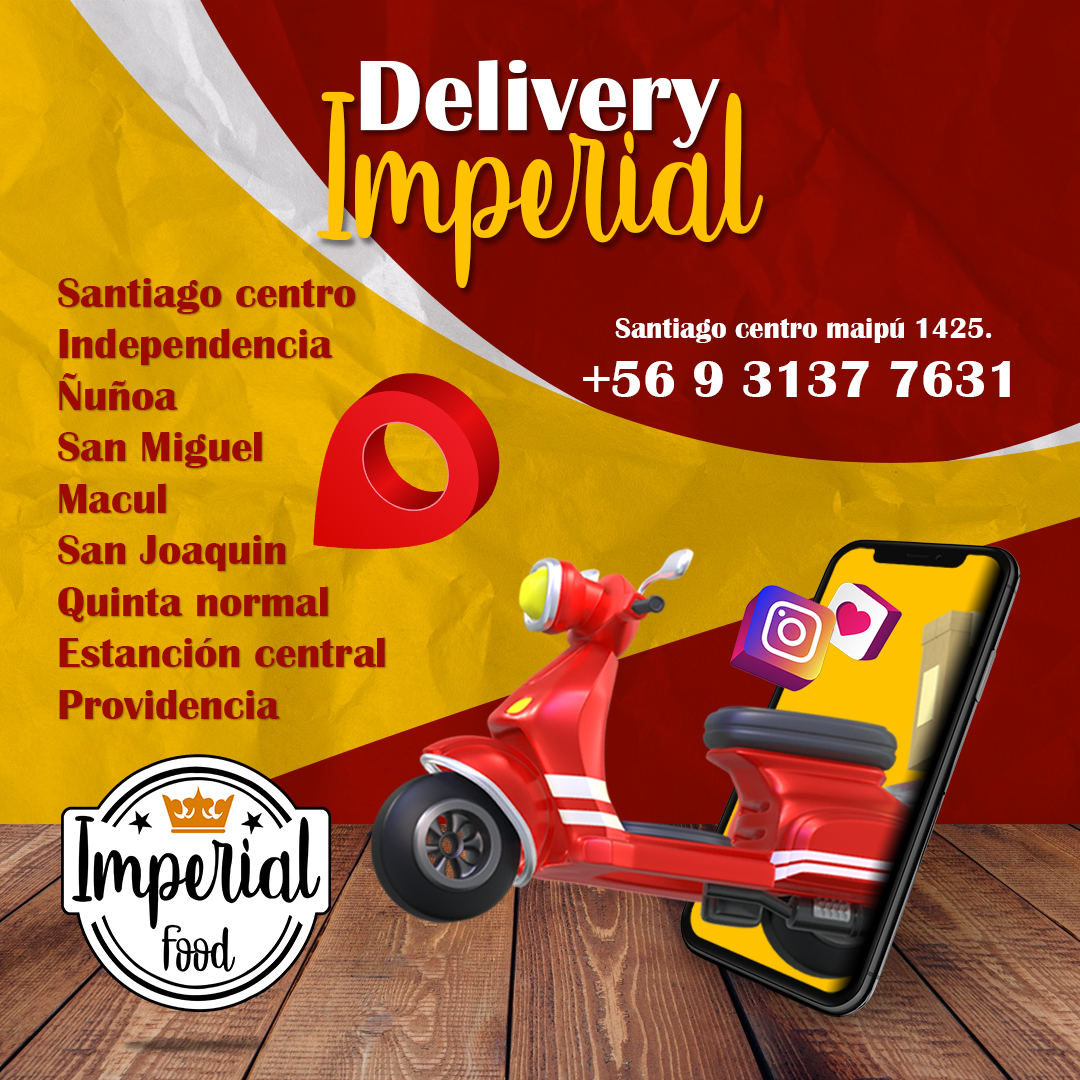 Delivery
Imperial
Santiago centro
Independencia
Ñuñoa
San Miguel
Macul
San Joaquin
Quinta normal
Estanción central
Providencia
Santiago centro maipú 1425.
+56 9 3137 7631
Imperial
food